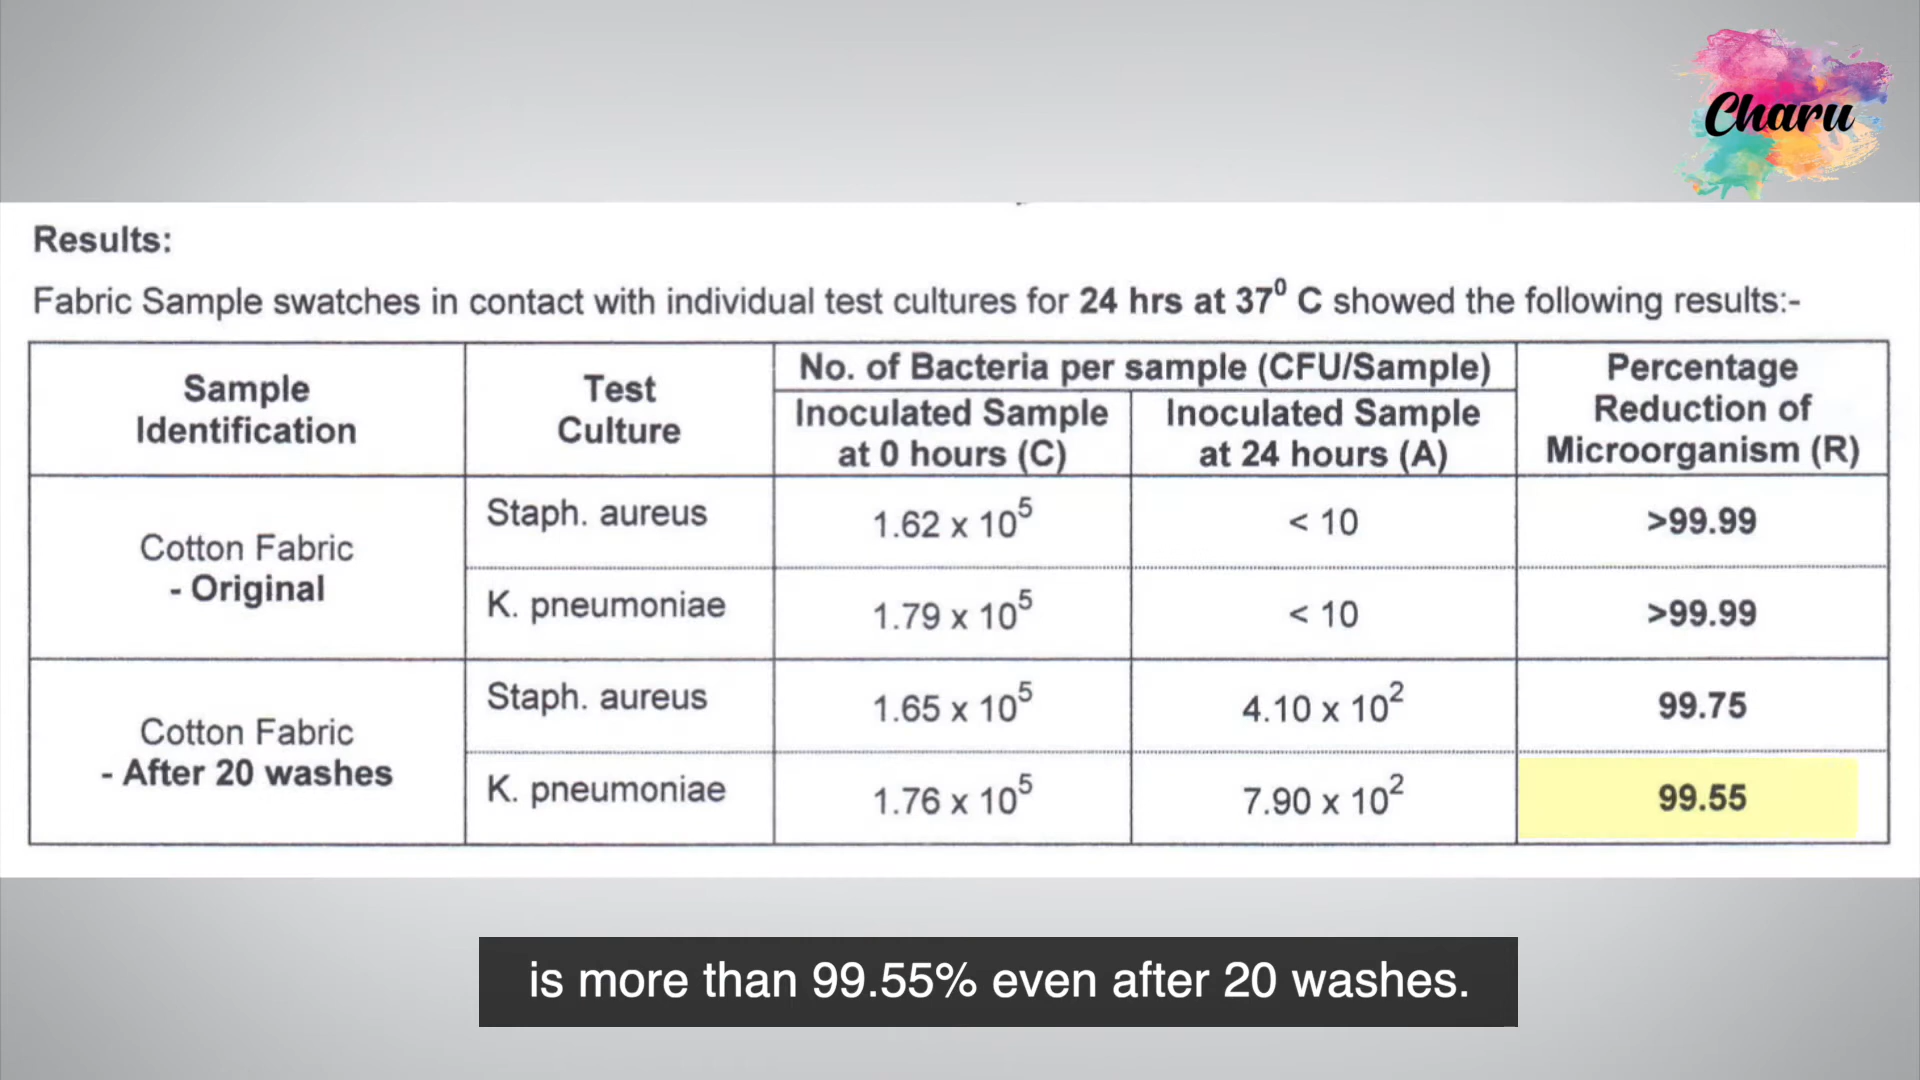 Charu
Results:
Fabric Sample swatches in contact with individual test cultures for 24 hrs at 37⁰ C showed the following results:-
Sample Identification | Test Culture | No. of Bacteria per sample (CFU/Sample) | Percentage Reduction of Microorganism (R)
Inoculated Sample at 0 hours (C) | Inoculated Sample at 24 hours (A)
Cotton Fabric - Original | Staph. aureus | 1.62 x 10⁵ | < 10 | >99.99
K. pneumoniae | 1.79 x 10⁵ | < 10 | >99.99
Cotton Fabric - After 20 washes | Staph. aureus | 1.65 x 10⁵ | 4.10 x 10² | 99.75
K. pneumoniae | 1.76 x 10⁵ | 7.90 x 10² | 99.55
is more than 99.55% even after 20 washes.